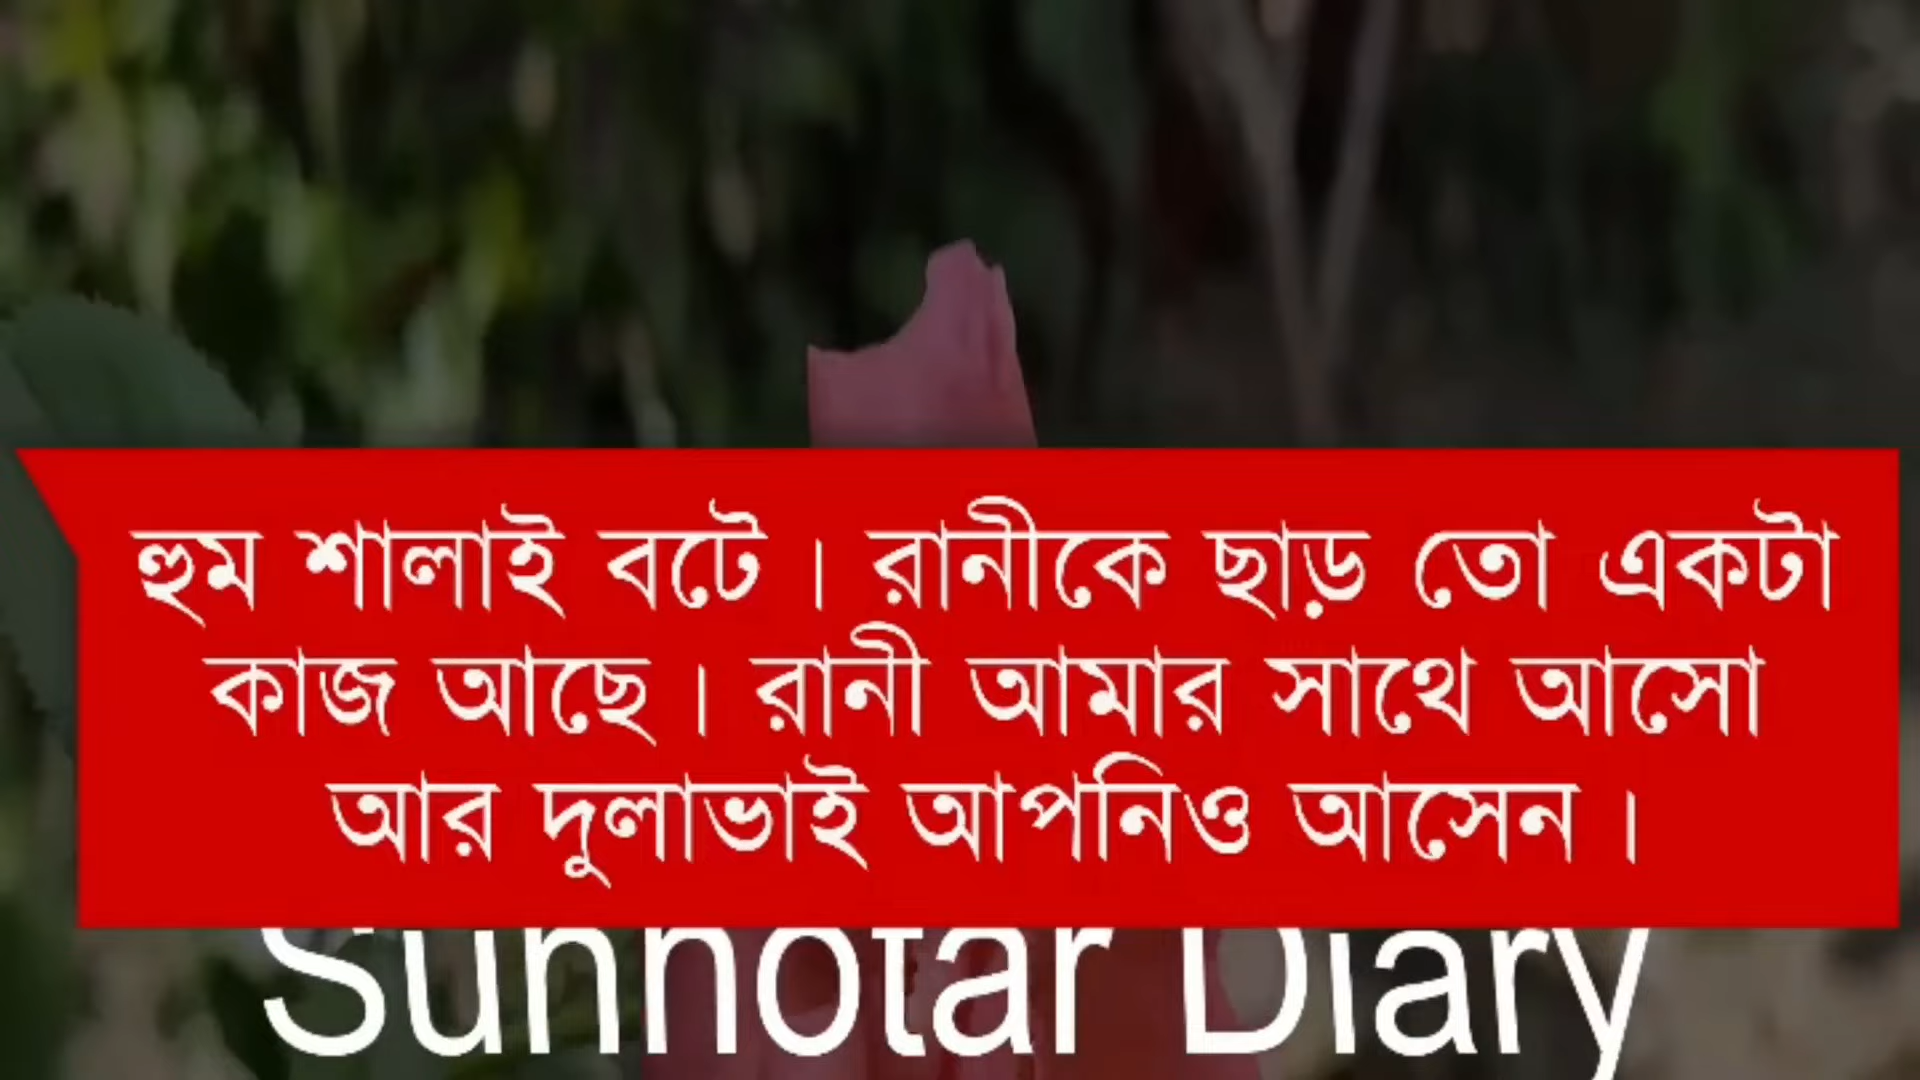 হুম শালাই বটে । রানীকে ছাড় তো একটা
কাজ আছে । রানী আমার সাথে আসো
আর দুলাভাই আপনিও আসেন ।
Sunnotar Diary